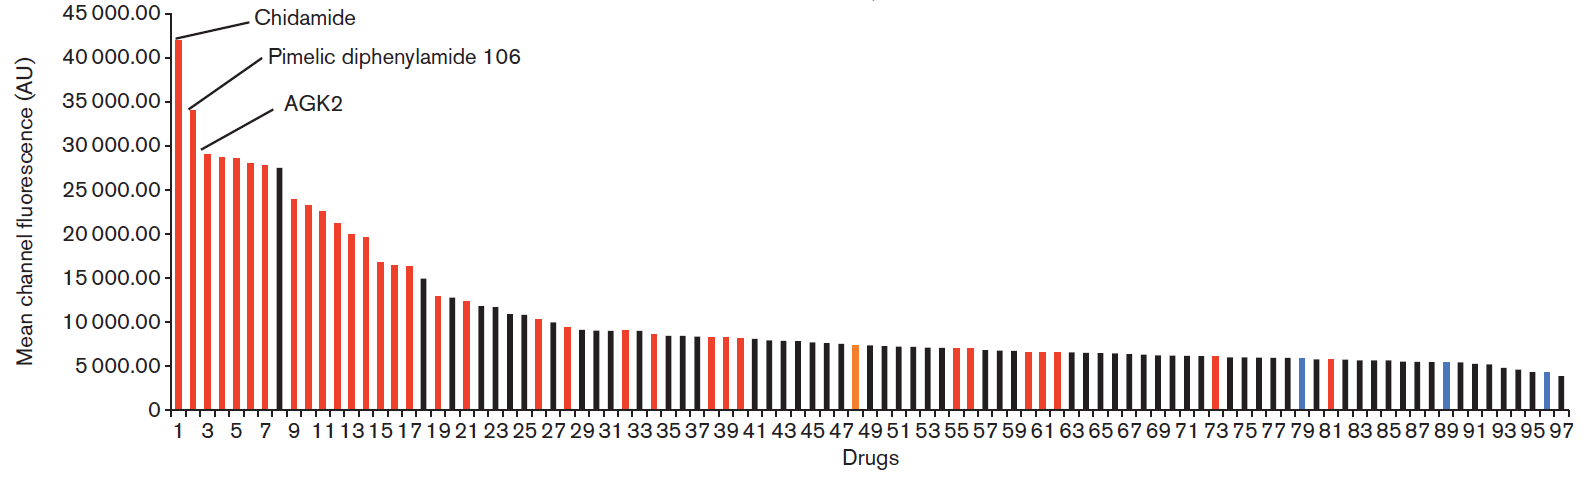 45 000.00
40 000.00
35 000.00
30 000.00
25 000.00
20 000.00
15 000.00
10 000.00
5 000.00
0
Mean channel fluorescence (AU)
Chidamide
Pimelic diphenylamide 106
AGK2
1 3 5 7 9 11 13 15 17 19 21 23 25 27 29 31 33 35 37 39 41 43 45 47 49 51 53 55 57 59 61 63 65 67 69 71 73 75 77 79 81 83 85 87 89 91 93 95 97
Drugs